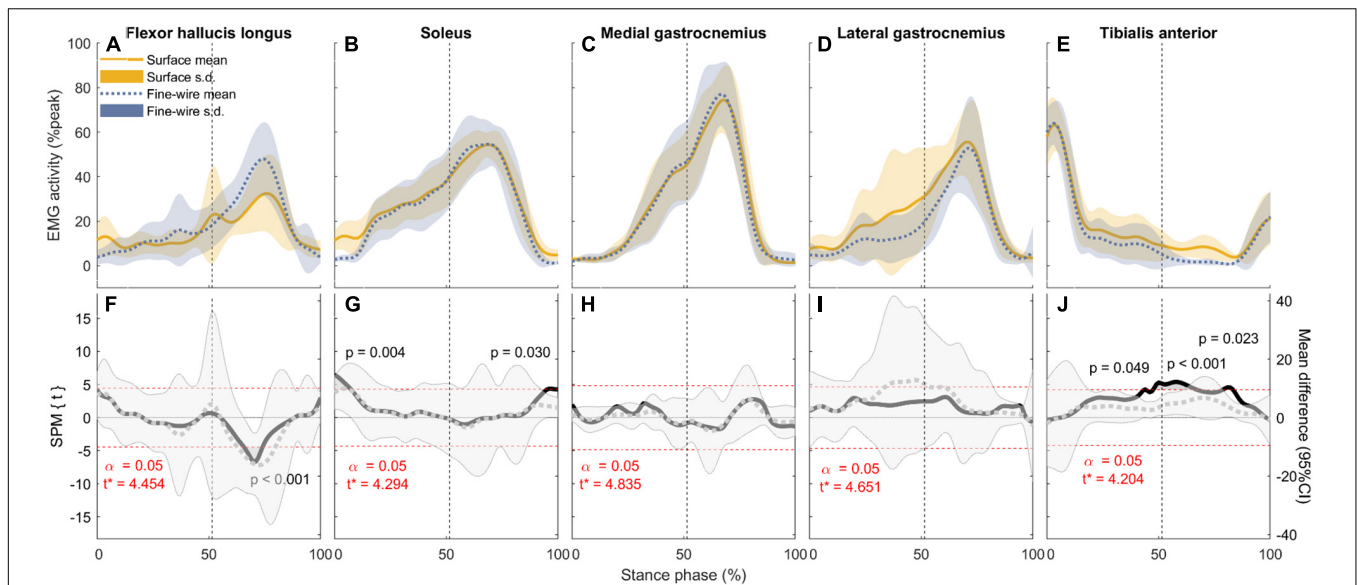 A Flexor hallucis longus
B Soleus
C Medial gastrocnemius
D Lateral gastrocnemius
E Tibialis anterior
Surface mean
Surface s.d.
Fine-wire mean
Fine-wire s.d.
EMG activity (%peak)
100
80
60
40
20
0
F
G
H
I
J
SPM { t }
15
10
5
0
-5
-10
-15
α = 0.05
t* = 4.454
p < 0.001
p = 0.004
p = 0.030
α = 0.05
t* = 4.294
α = 0.05
t* = 4.835
α = 0.05
t* = 4.651
p = 0.049
p < 0.001
p = 0.023
α = 0.05
t* = 4.204
40
20
0
-20
-40
Mean difference (95%CI)
0 50 100 0 50 100 0 50 100 0 50 100 0 50 100
Stance phase (%)